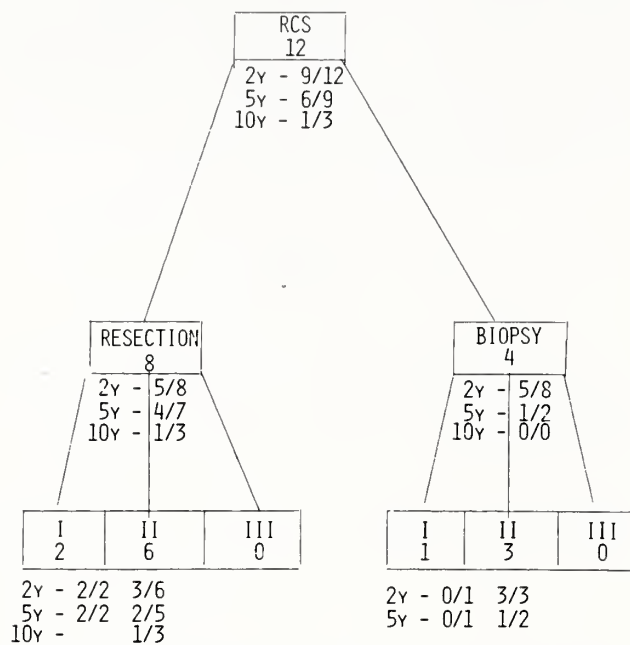 RCS
12
2Y - 9/12
5Y - 6/9
10Y - 1/3
RESECTION
8
2Y - 5/8
5Y - 4/7
10Y - 1/3
I II III
2 6 0
2Y - 2/2 3/6
5Y - 2/2 2/5
10Y - 1/3
BIOPSY
4
2Y - 5/8
5Y - 1/2
10Y - 0/0
I II III
1 3 0
2Y - 0/1 3/3
5Y - 0/1 1/2